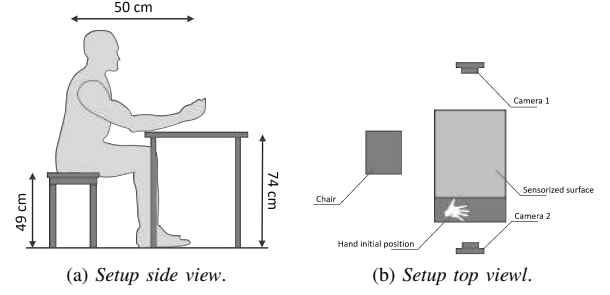 50 cm
49 cm
74 cm
(a) Setup side view.
Camera 1
Chair
Sensorized surface
Camera 2
Hand initial position
(b) Setup top viewl.